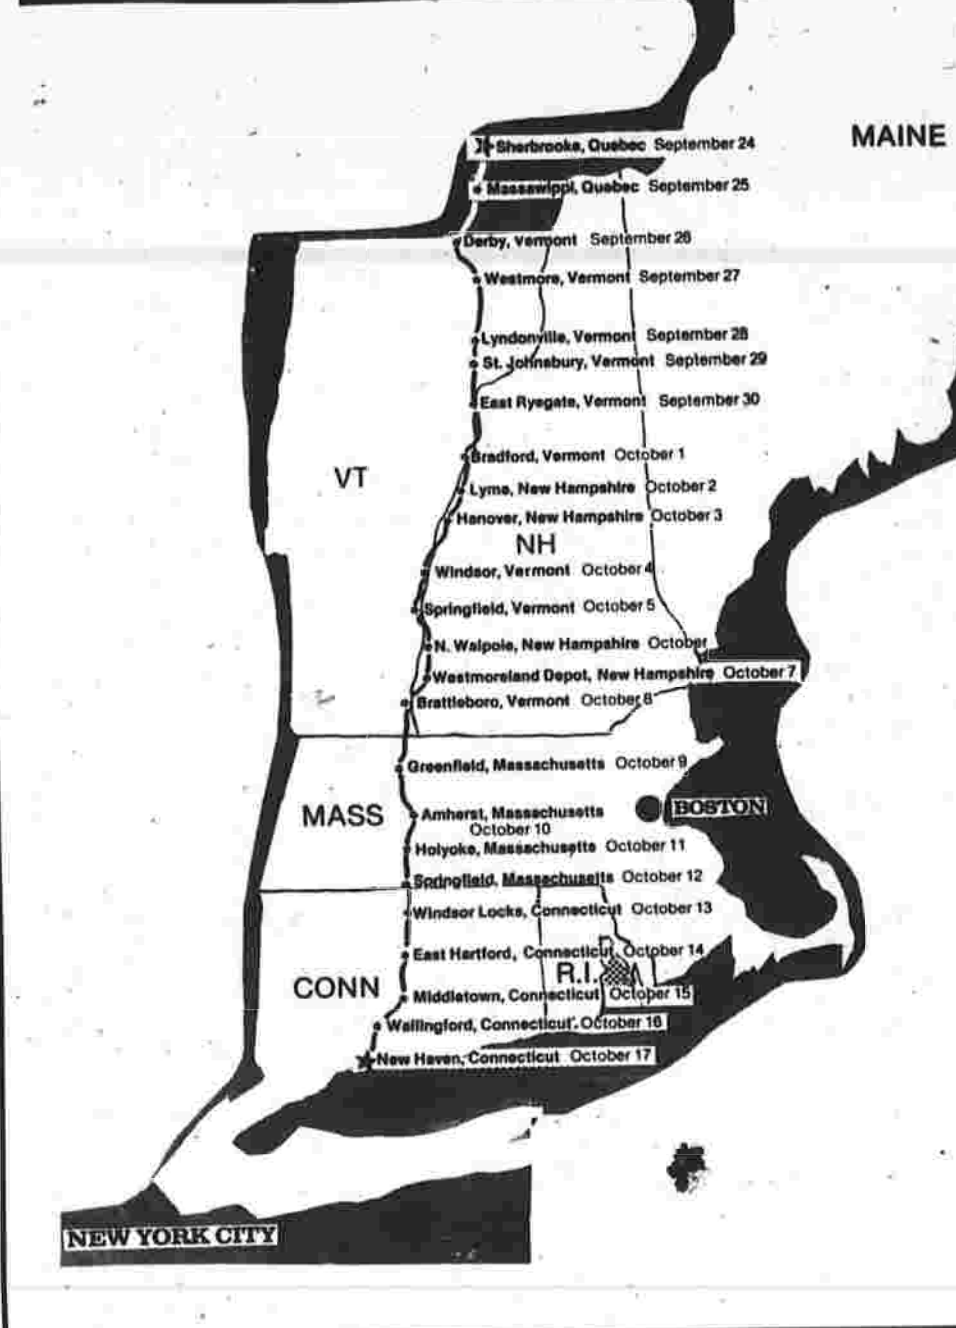 MAINE
Sherbrooke, Quebec September 24
Massawippi, Quebec September 25
Derby, Vermont September 26
Westmore, Vermont September 27
Lyndonville, Vermont September 28
St. Johnsbury, Vermont September 29
East Ryegate, Vermont September 30
Bradford, Vermont October 1
VT
Lyme, New Hampshire October 2
Hanover, New Hampshire October 3
NH
Windsor, Vermont October 4
Springfield, Vermont October 5
N. Walpole, New Hampshire October
Westmoreland Depot, New Hampshire October 7
Brattleboro, Vermont October 8
Greenfield, Massachusetts October 9
MASS
BOSTON
Amherst, Massachusetts
October 10
Holyoke, Massachusetts October 11
Springfield, Massachusetts October 12
Windsor Locks, Connecticut October 13
East Hartford, Connecticut, October 14
R.I.
CONN
Middletown, Connecticut October 15
Wallingford, Connecticut October 16
New Haven, Connecticut October 17
NEW YORK CITY